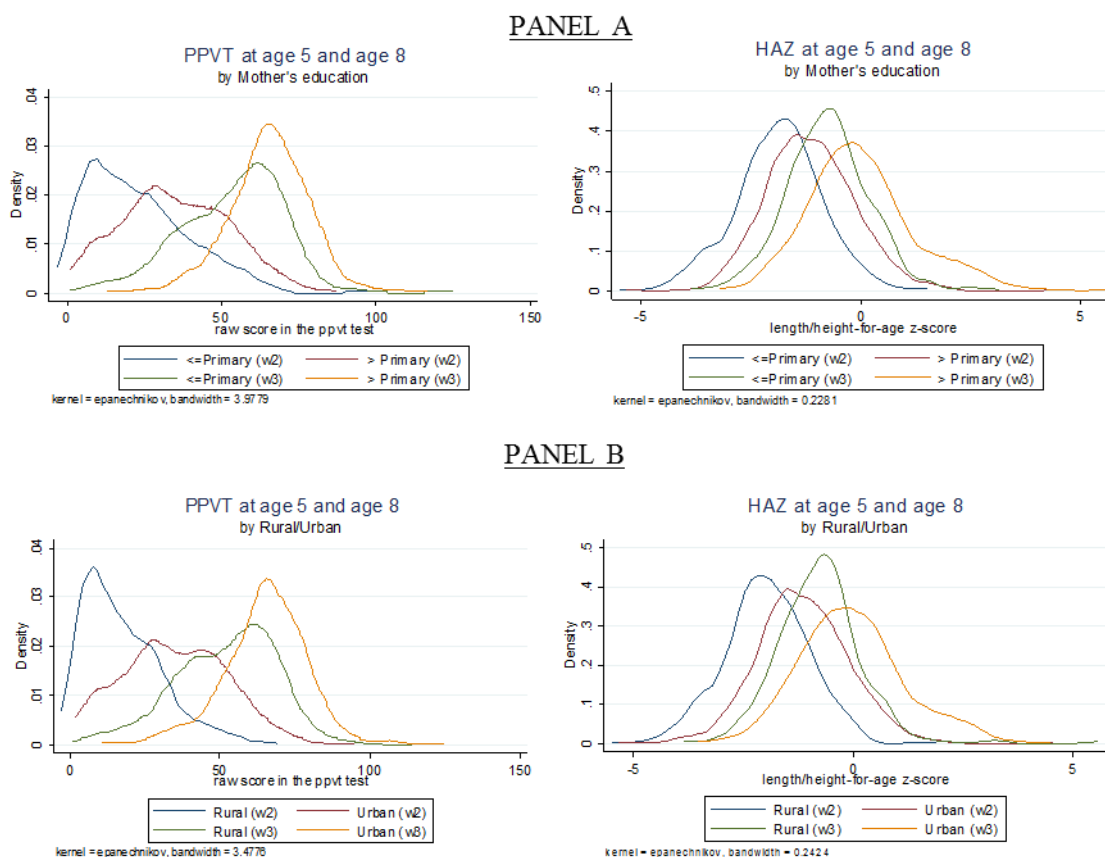 PANEL A
PPVT at age 5 and age 8
by Mother's education
Density
0 .01 .02 .03 .04
0 50 100 150
raw score in the ppvt test
<=Primary (w2) > Primary (w2)
<=Primary (w3) > Primary (w3)
kernel = epanechnikov, bandwidth = 3.9779
HAZ at age 5 and age 8
by Mother's education
Density
0 .1 .2 .3 .4 .5
-5 0 5
length/height-for-age z-score
<=Primary (w2) > Primary (w2)
<=Primary (w3) > Primary (w3)
kernel = epanechnikov, bandwidth = 0.2281
PANEL B
PPVT at age 5 and age 8
by Rural/Urban
Density
0 .01 .02 .03 .04
0 50 100 150
raw score in the ppvt test
Rural (w2) Urban (w2)
Rural (w3) Urban (w3)
kernel = epanechnikov, bandwidth = 3.4776
HAZ at age 5 and age 8
by Rural/Urban
Density
0 .1 .2 .3 .4 .5
-5 0 5
length/height-for-age z-score
Rural (w2) Urban (w2)
Rural (w3) Urban (w3)
kernel = epanechnikov, bandwidth = 0.2424